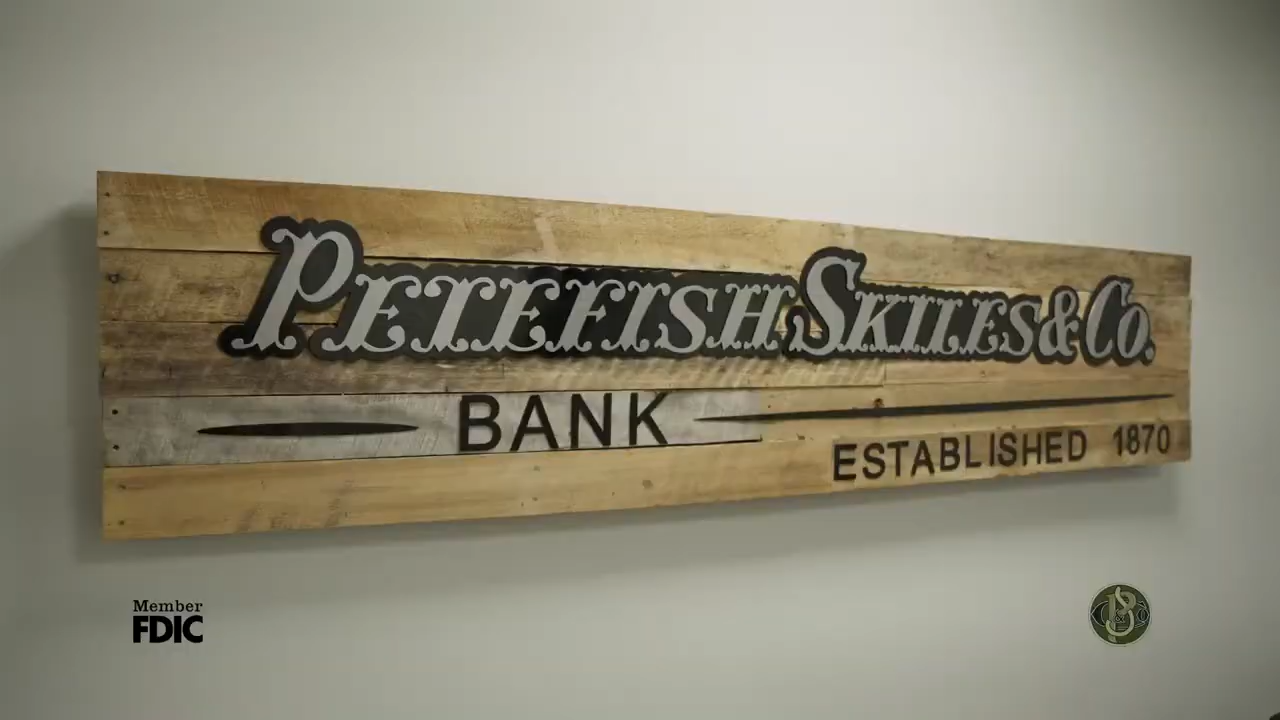 PETEFISH SKILES & CO.
BANK
ESTABLISHED 1870
Member
FDIC